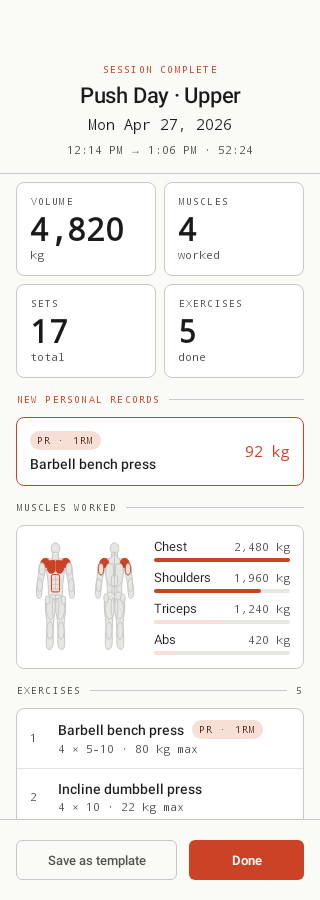 SESSION COMPLETE
Push Day · Upper
Mon Apr 27, 2026
12:14 PM → 1:06 PM · 52:24
VOLUME
4,820
kg
MUSCLES
4
worked
SETS
17
total
EXERCISES
5
done
NEW PERSONAL RECORDS
PR · 1RM
Barbell bench press
92 kg
MUSCLES WORKED
Chest 2,480 kg
Shoulders 1,960 kg
Triceps 1,240 kg
Abs 420 kg
EXERCISES 5
1 Barbell bench press PR · 1RM
4 × 5–10 · 80 kg max
2 Incline dumbbell press
4 × 10 · 22 kg max
Save as template
Done